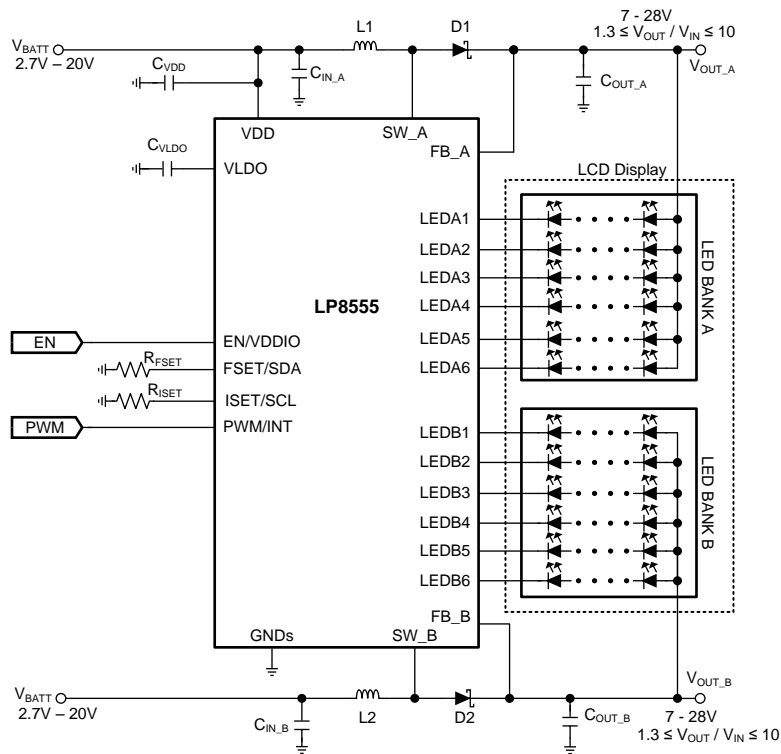 L1
D1
7 - 28V
1.3 ≤ VOUT / VIN ≤ 10
VBATT
2.7V – 20V
CVDD
CIN_A
COUT_A
VOUT_A
VDD
SW_A
CVLDO
VLDO
FB_A
LCD Display
LEDA1
LEDA2
LEDA3
LEDA4
LEDA5
LEDA6
LED BANK A
LP8555
EN
EN/VDDIO
RFSET
FSET/SDA
RISET
ISET/SCL
PWM
PWM/INT
LEDB1
LEDB2
LEDB3
LEDB4
LEDB5
LEDB6
LED BANK B
FB_B
GNDs
SW_B
VBATT
2.7V – 20V
CIN_B
L2
D2
COUT_B
VOUT_B
7 - 28V
1.3 ≤ VOUT / VIN ≤ 10